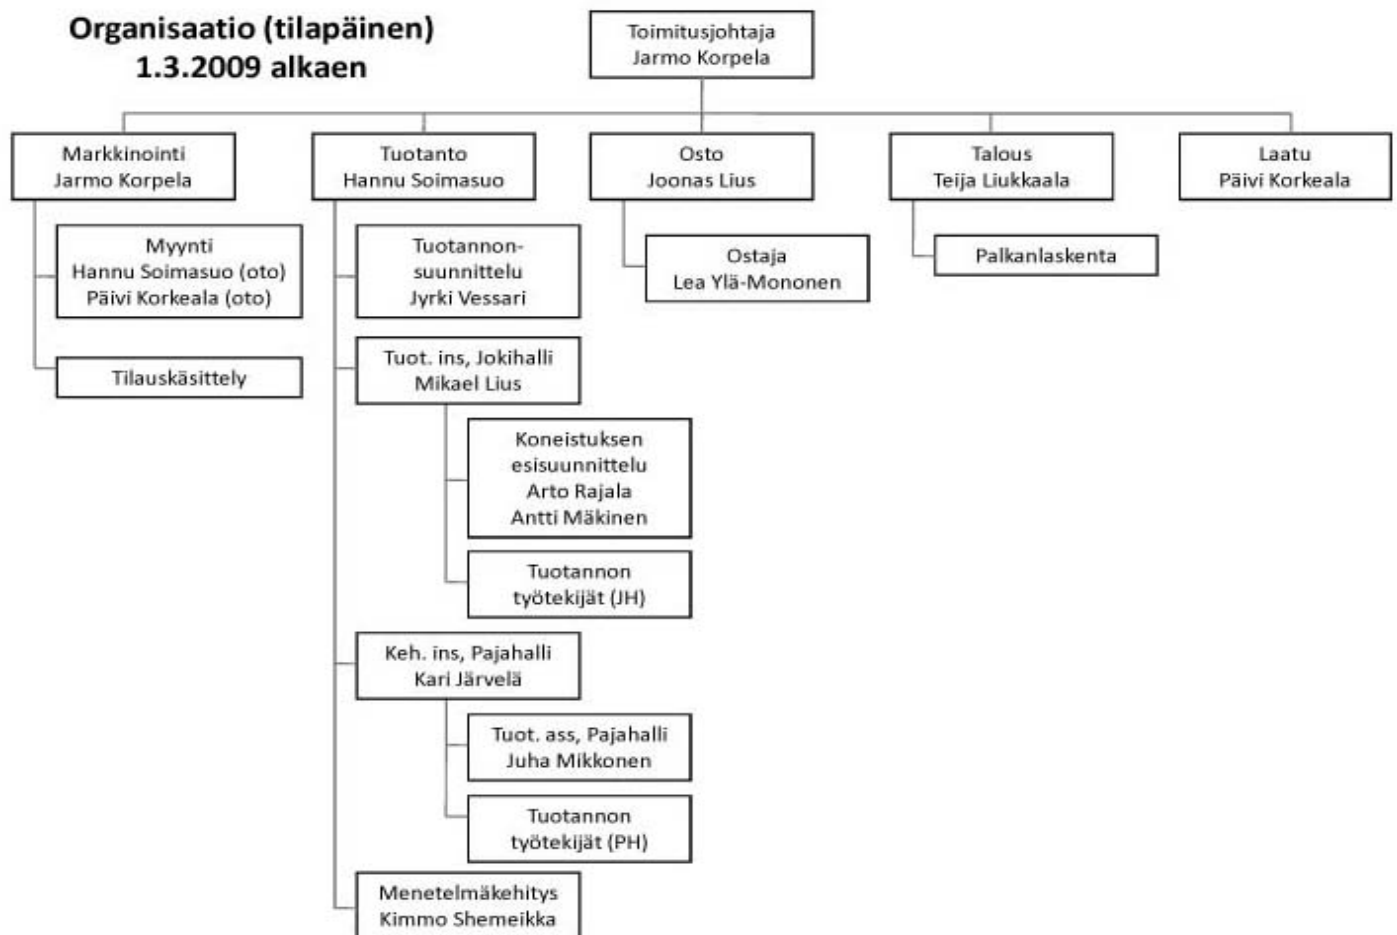 Organisaatio (tilapäinen)
1.3.2009 alkaen
Toimitusjohtaja
Jarmo Korpela
Markkinointi
Jarmo Korpela
Myynti
Hannu Soimasuo (oto)
Päivi Korkeala (oto)
Tilauskäsittely
Tuotanto
Hannu Soimasuo
Tuotannon-
suunnittelu
Jyrki Vessari
Tuot. ins, Jokihalli
Mikael Lius
Koneistuksen
esisuunnittelu
Arto Rajala
Antti Mäkinen
Tuotannon
työtekijät (JH)
Keh. ins, Pajahalli
Kari Järvelä
Tuot. ass, Pajahalli
Juha Mikkonen
Tuotannon
työtekijät (PH)
Menetelmäkehitys
Kimmo Shemeikka
Osto
Joonas Lius
Ostaja
Lea Ylä-Mononen
Talous
Teija Liukkaala
Palkanlaskenta
Laatu
Päivi Korkeala